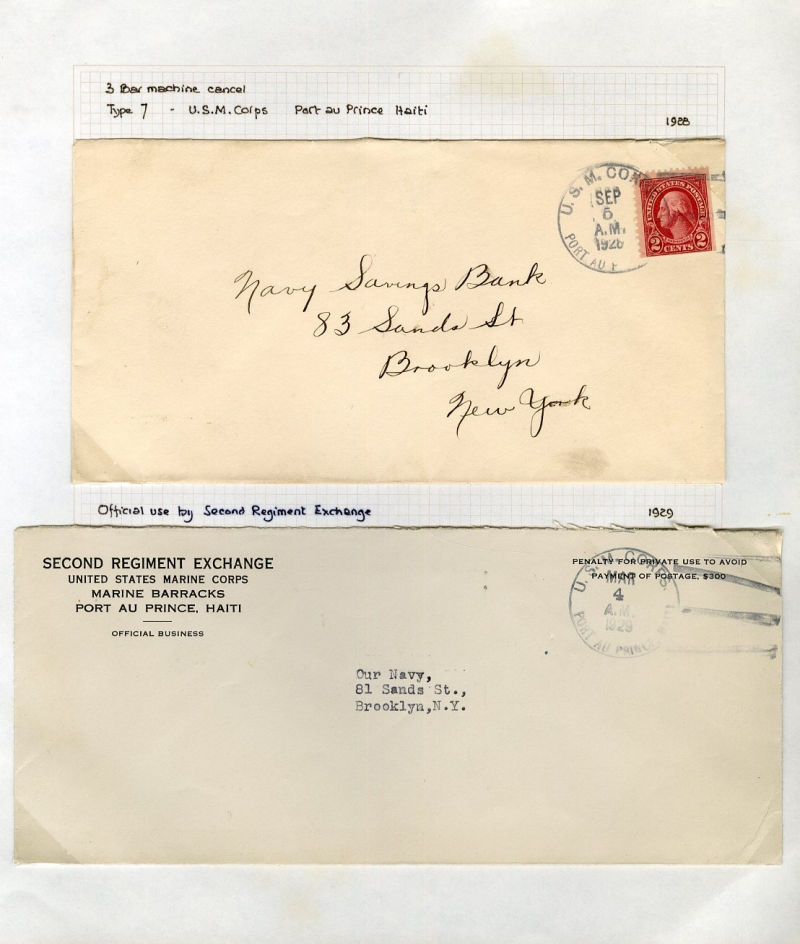 3 Bar machine cancel
Type 7 - U.S.M. Corps Port au Prince Haiti
1928
U. S. M. COR
SEP
5
A.M.
1928
PORT AU P
UNITED STATES POSTAGE
2 CENTS 2
Navy Savings Bank
83 Sands St
Brooklyn
New York
Official use by Second Regiment Exchange
1929
SECOND REGIMENT EXCHANGE
UNITED STATES MARINE CORPS
MARINE BARRACKS
PORT AU PRINCE, HAITI
OFFICIAL BUSINESS
PENALTY FOR PRIVATE USE TO AVOID
PAYMENT OF POSTAGE, $300
U. S. M. CORPS.
MAR
4
A.M.
1929
PORT AU PRINCE
Our Navy,
81 Sands St.,
Brooklyn,N.Y.